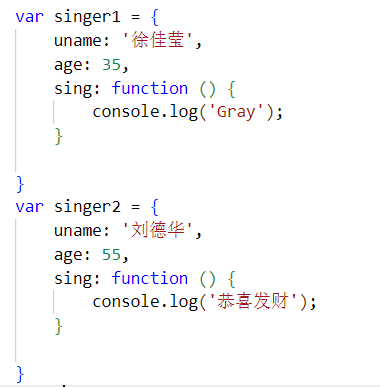 var singer1 = {
    uname: '徐佳莹',
    age: 35,
    sing: function () {
        console.log('Gray');
    }
}
var singer2 = {
    uname: '刘德华',
    age: 55,
    sing: function () {
        console.log('恭喜发财');
    }
}